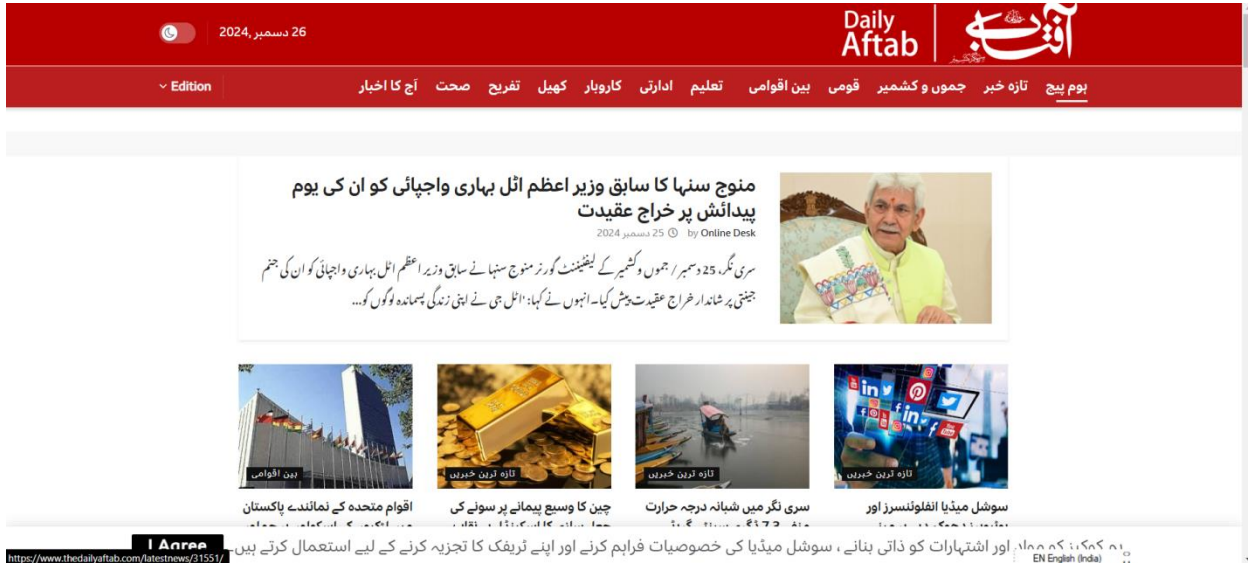 26 دسمبر ,2024
Daily
Aftab
آفتاب
ہوم پیج تازہ خبر جموں و کشمیر قومی بین اقوامی تعلیم ادارتی کاروبار کھیل تفریح صحت آج کا اخبار
Edition
منوج سنہا کا سابق وزیر اعظم اٹل بہاری واجپائی کو ان کی یوم
پیدائش پر خراج عقیدت
by Online Desk 25 دسمبر 2024
سری نگر، 25 دسمبر / جموں و کشمیر کے لیفٹیننٹ گورنر منوج سنہا نے سابق وزیر اعظم اٹل بہاری واجپائی کو ان کی جنم
جینتی پر شاندار خراج عقیدت پیش کیا۔ انہوں نے کہا: 'اٹل جی نے اپنی زندگی پسماندہ لوگوں کو...
تازہ ترین خبریں
سوشل میڈیا انفلوئنسرز اور
تازہ ترین خبریں
سری نگر میں شبانہ درجہ حرارت
تازہ ترین خبریں
چین کا وسیع پیمانے پر سونے کی
بین اقوامی
اقوام متحدہ کے نمائندے پاکستان
ہم کوکیز کو مواد اور اشتہارات کو ذاتی بنانے ، سوشل میڈیا کی خصوصیات فراہم کرنے اور اپنے ٹریفک کا تجزیہ کرنے کے لیے استعمال کرتے ہیں۔
I Agree
https://www.thedailyaftab.com/latestnews/31551/
EN English (India)